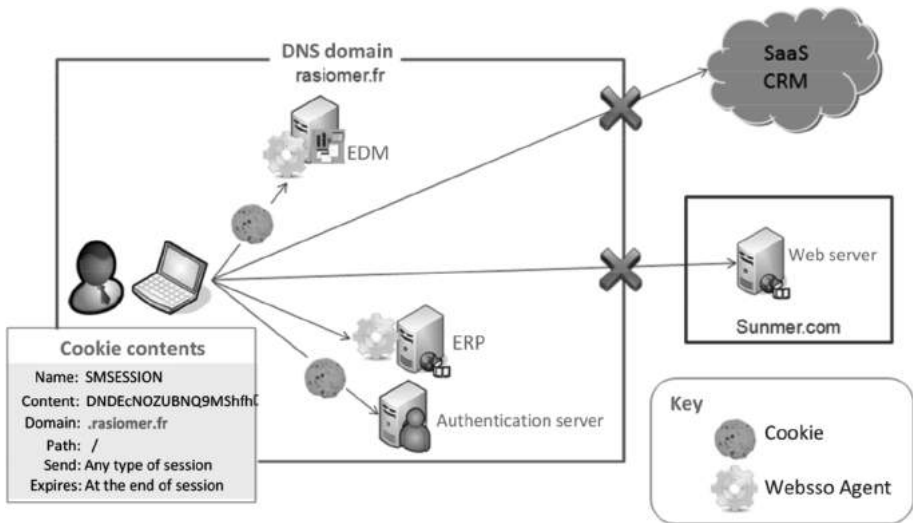 DNS domain
rasiomer.fr
SaaS
CRM
EDM
Web server
Sunmer.com
ERP
Authentication server
Cookie contents
Name: SMSESSION
Content: DNDEcNOZUBNQ9MShfh
Domain: .rasiomer.fr
Path: /
Send: Any type of session
Expires: At the end of session
Key
Cookie
Websso Agent